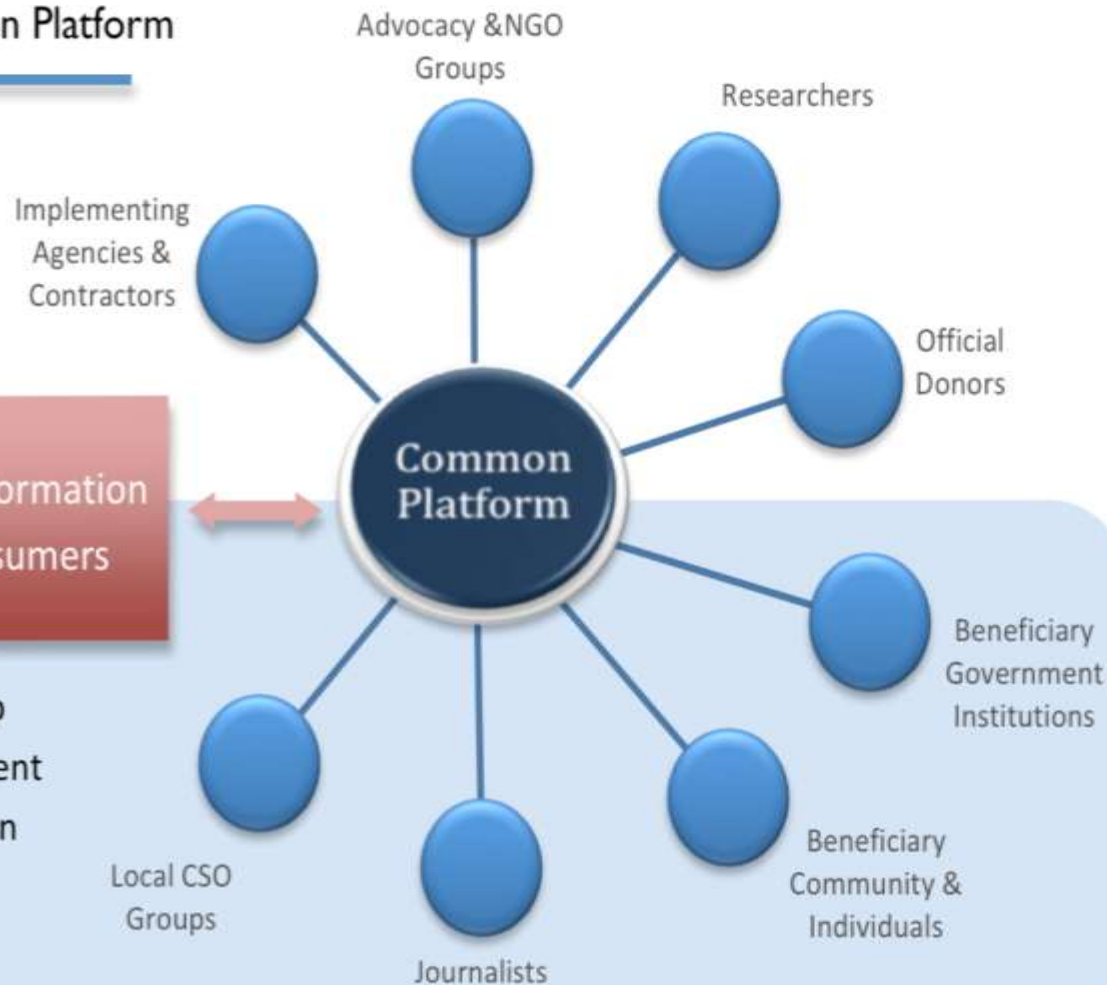 n Platform
Advocacy &NGO
Groups
Researchers
Implementing
Agencies &
Contractors
Official
Donors
Common
Platform
ormation
sumers
Beneficiary
Government
Institutions
ent
n
Beneficiary
Community &
Individuals
Local CSO
Groups
Journalists